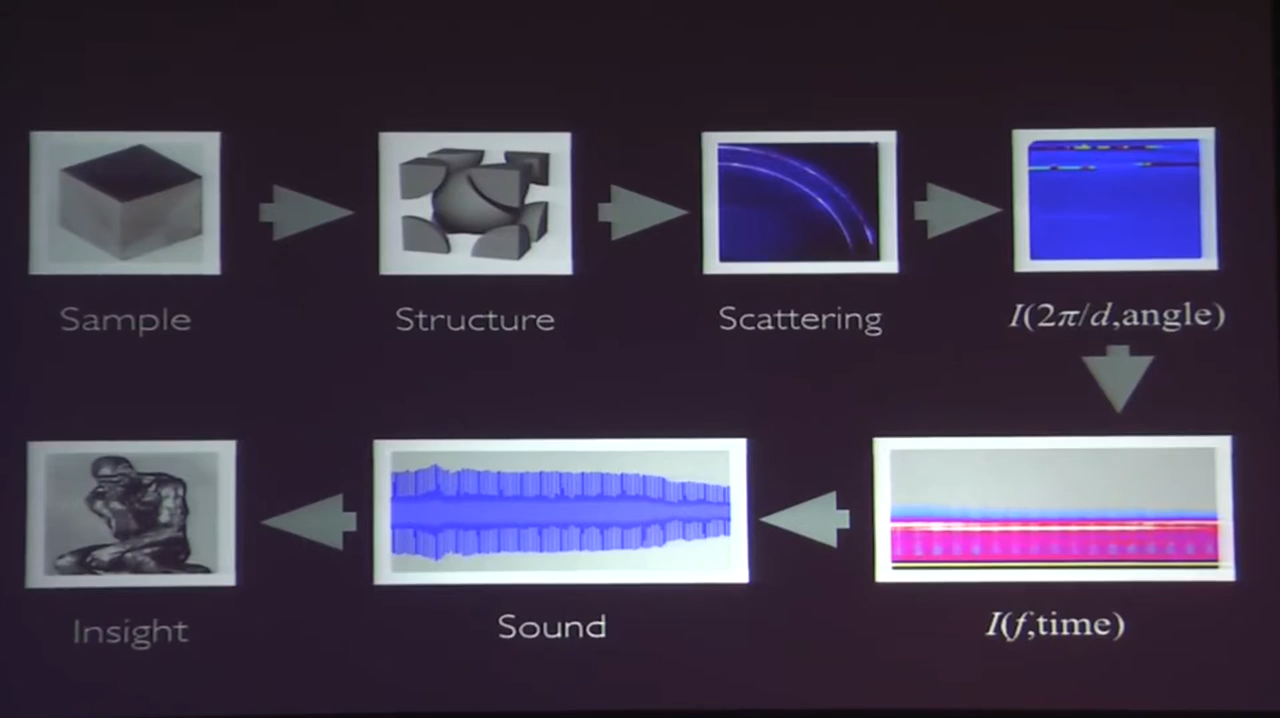 Sample
Structure
Scattering
I(2π/d,angle)
Insight
Sound
I(f,time)